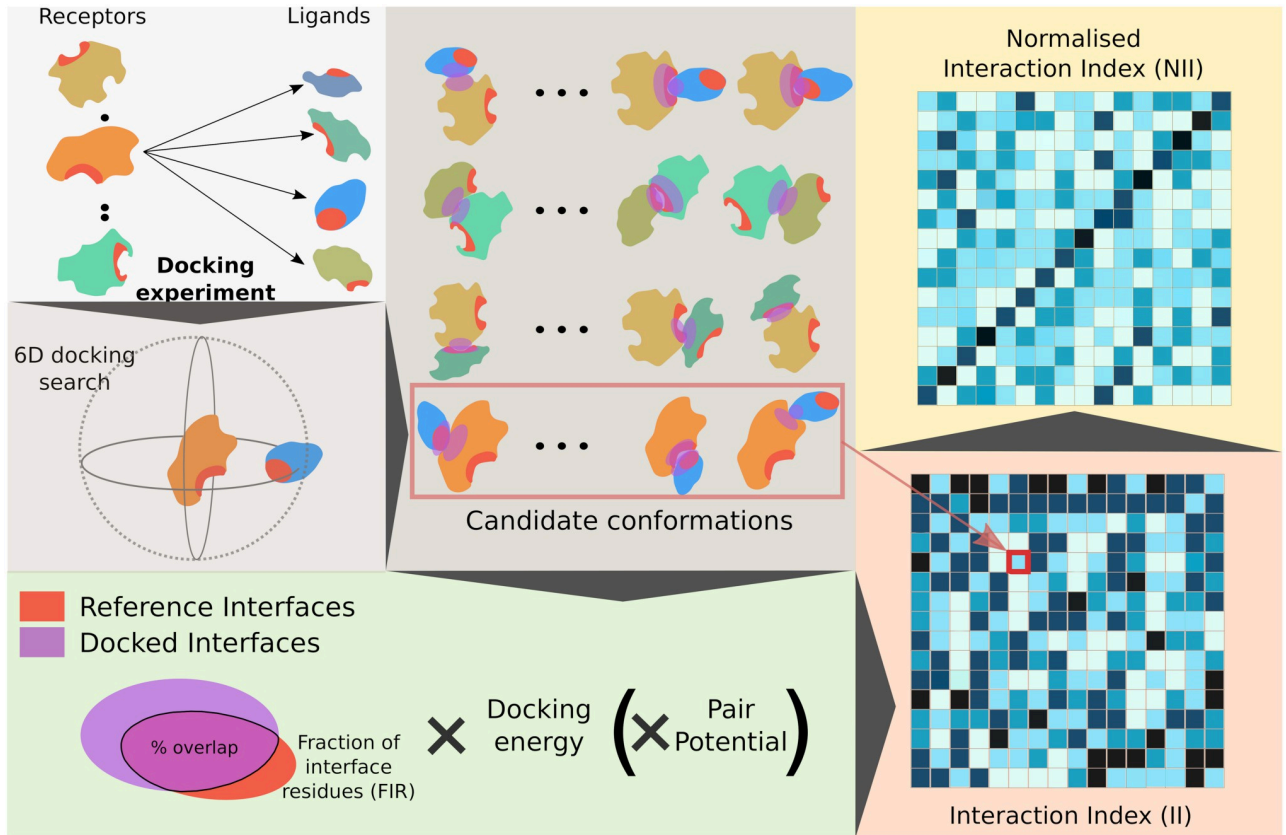 Receptors
Ligands
Docking
experiment
6D docking
search
Candidate conformations
Normalised
Interaction Index (NII)
Reference Interfaces
Docked Interfaces
% overlap
Fraction of
interface
residues (FIR)
× Docking
energy
( × Pair
Potential )
Interaction Index (II)